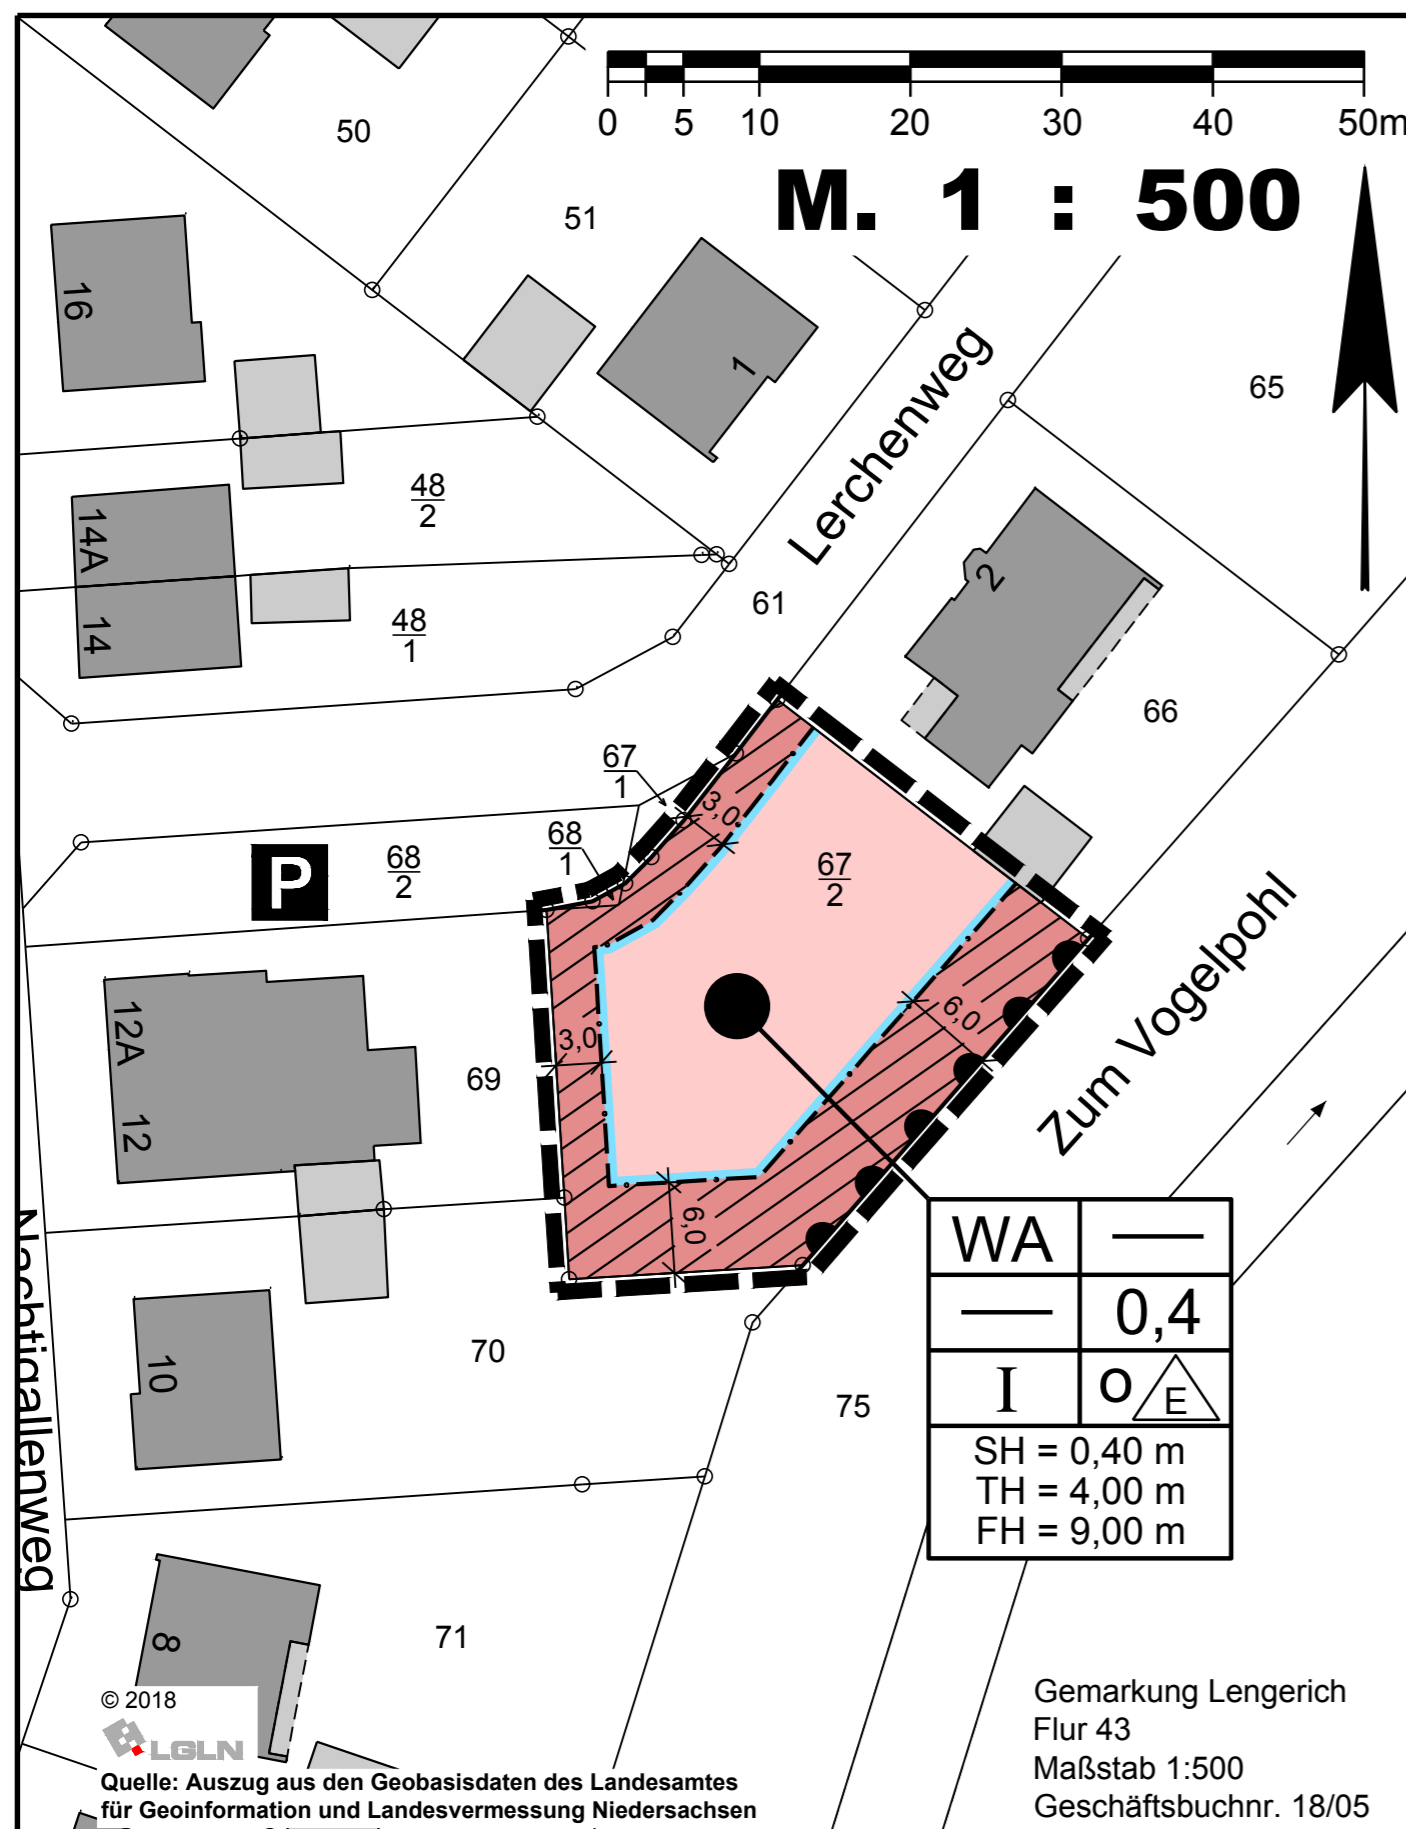 0 5 10 20 30 40 50m
M. 1 : 500
50
51
16
1
65
Lerchenweg
48
2
14A
14
48
1
2
61
66
67
1
3,0
68
1
P
68
2
67
2
12A
12
69
3,0
6,0
Zum Vogelpohl
6,0
WA
0,4
I
o E
SH = 0,40 m
TH = 4,00 m
FH = 9,00 m
Nachtigallenweg
10
70
75
8
71
© 2018
LGLN
Quelle: Auszug aus den Geobasisdaten des Landesamtes
für Geoinformation und Landesvermessung Niedersachsen
Gemarkung Lengerich
Flur 43
Maßstab 1:500
Geschäftsbuchnr. 18/05